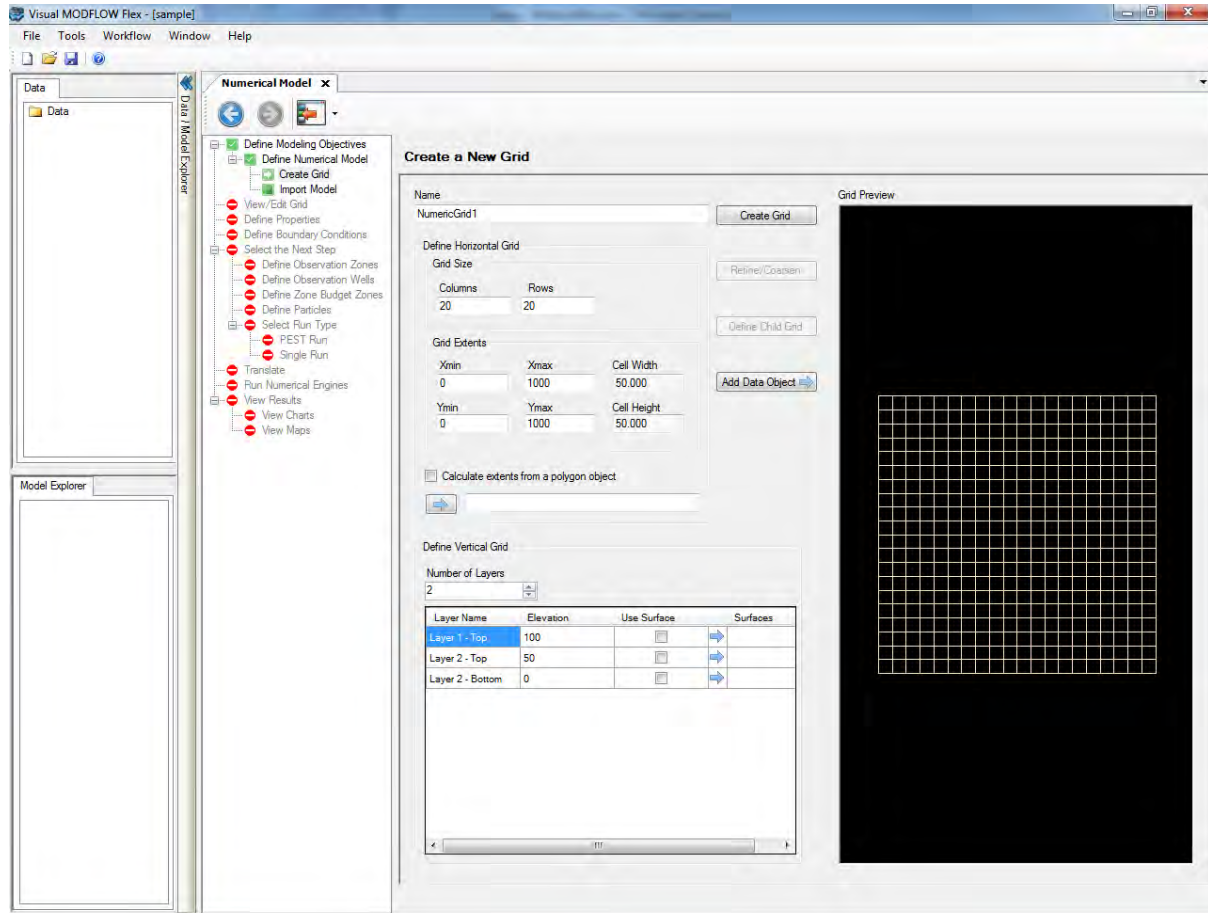 Visual MODFLOW Flex - [sample]
File Tools Workflow Window Help
Data
Data
Data / Model Explorer
Model Explorer
Numerical Model x
Define Modeling Objectives
Define Numerical Model
Create Grid
Import Model
View/Edit Grid
Define Properties
Define Boundary Conditions
Select the Next Step
Define Observation Zones
Define Observation Wells
Define Zone Budget Zones
Define Particles
Select Run Type
PEST Run
Single Run
Translate
Run Numerical Engines
View Results
View Charts
View Maps
Create a New Grid
Name
NumericGrid1
Create Grid
Define Horizontal Grid
Grid Size
Refine/Coarsen
Columns Rows
20 20
Define Child Grid
Grid Extents
Xmin Xmax Cell Width
0 1000 50.000
Add Data Object
Ymin Ymax Cell Height
0 1000 50.000
Calculate extents from a polygon object
Define Vertical Grid
Number of Layers
2
Layer Name Elevation Use Surface Surfaces
Layer 1 - Top 100
Layer 2 - Top 50
Layer 2 - Bottom 0
Grid Preview